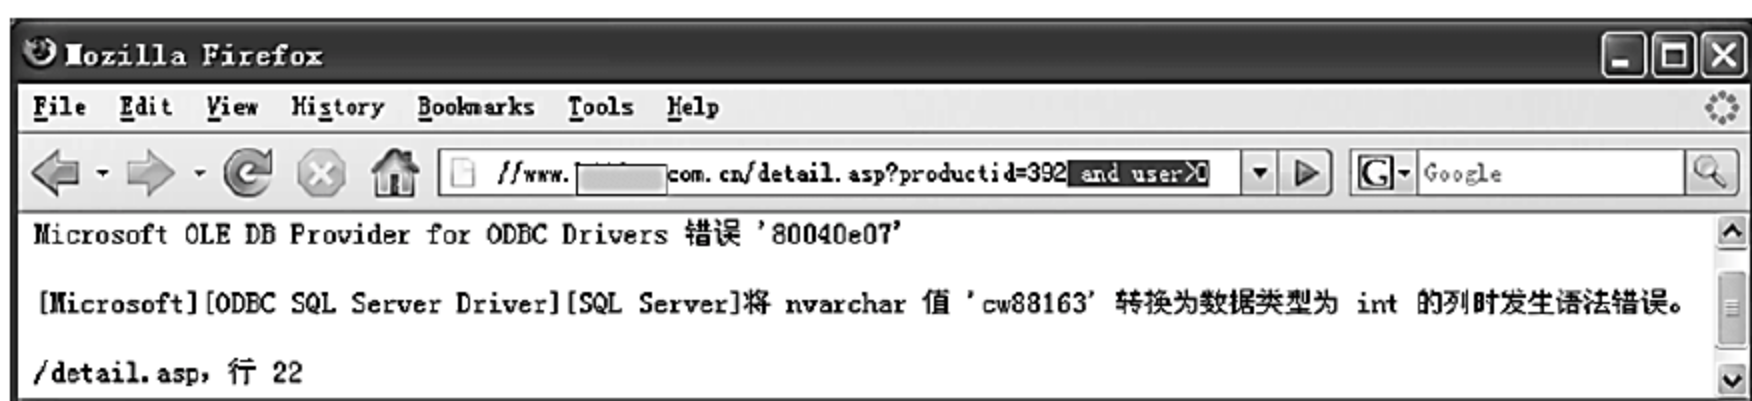 Mozilla Firefox
File Edit View History Bookmarks Tools Help
//www. com.cn/detail.asp?productid=392 and user>0 G Google
Microsoft OLE DB Provider for ODBC Drivers 错误 '80040e07'
[Microsoft][ODBC SQL Server Driver][SQL Server]将 nvarchar 值 'cw88163' 转换为数据类型为 int 的列时发生语法错误。
/detail.asp，行 22